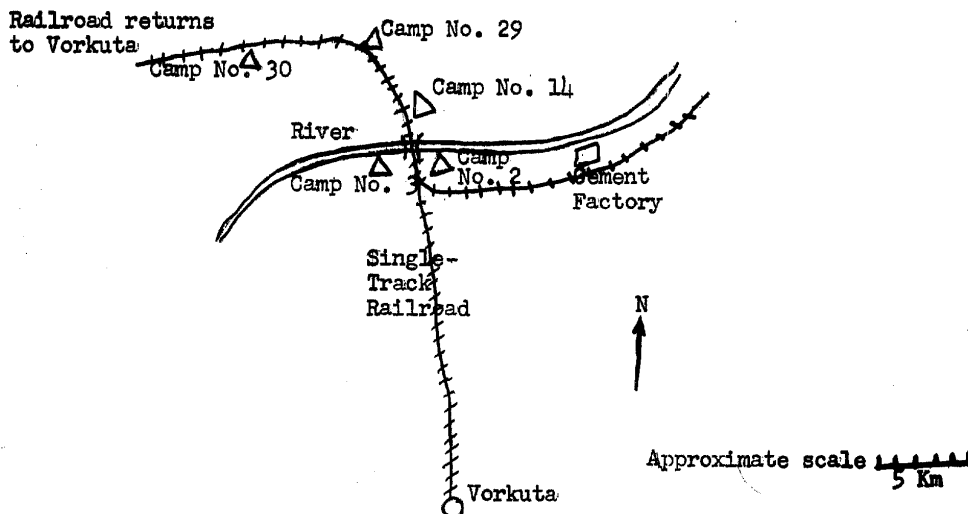 Railroad returns
to Vorkuta
Camp No. 29
Camp No. 30
Camp No. 14
River
Camp No. 3
Camp
No. 2
Cement
Factory
Single-
Track
Railroad
N
Approximate scale
5 Km
Vorkuta